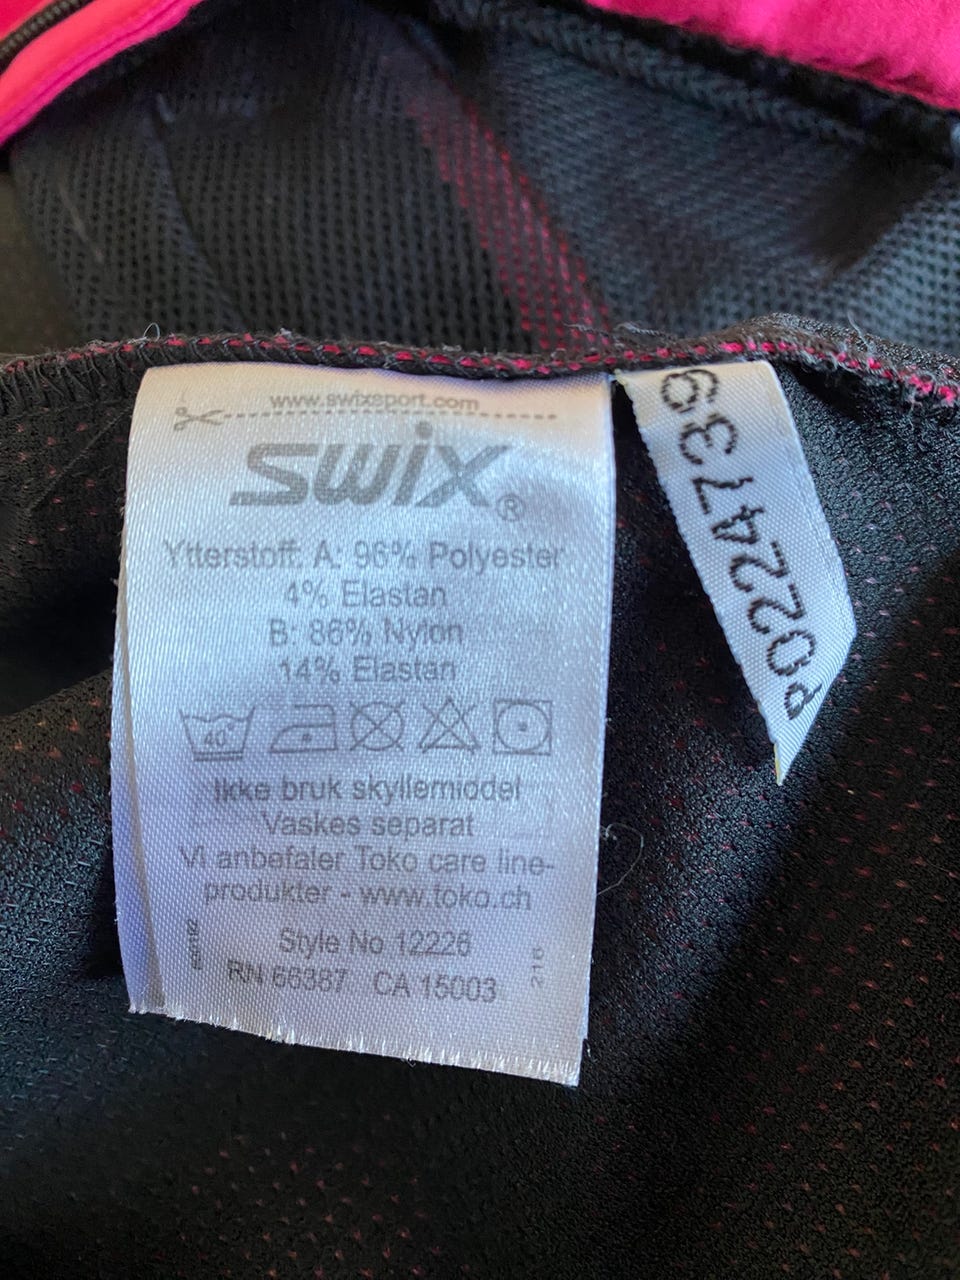 www.swixsport.com
swix®
Ytterstoff: A: 96% Polyester
4% Elastan
B: 86% Nylon
14% Elastan
40
Ikke bruk skyllemiddel
Vaskes separat
Vi anbefaler Toko care line-
produkter - www.toko.ch
Style No 12226
RN 66387 CA 15003
P0224739